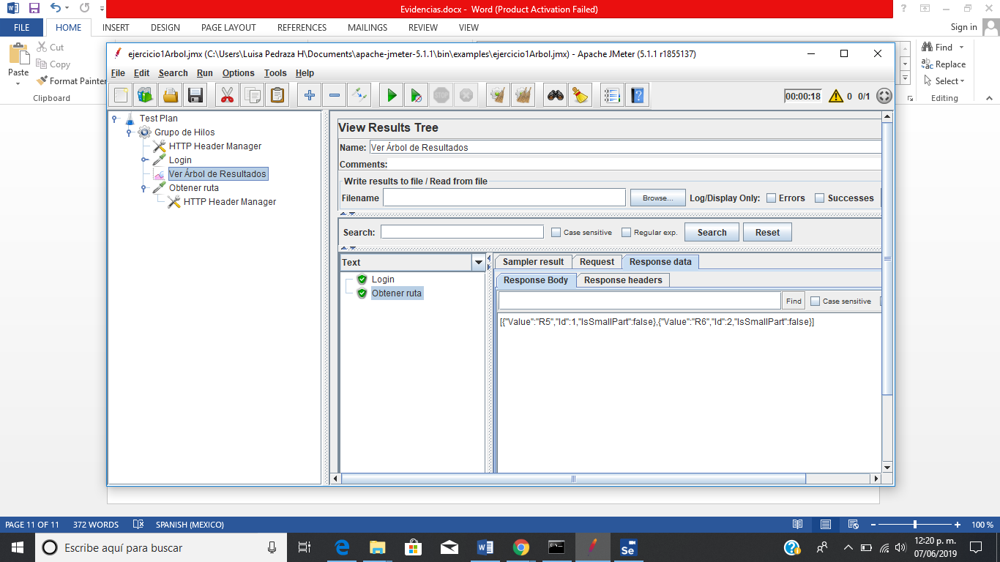 Evidencias.docx - Word (Product Activation Failed)
FILE HOME INSERT DESIGN PAGE LAYOUT REFERENCES MAILINGS REVIEW VIEW Sign in
Paste
Cut
Copy
Format Painter
Clipboard
Find
Replace
Select
Editing
ejercicio1Arbol.jmx (C:\Users\Luisa Pedraza H\Documents\apache-jmeter-5.1.1\bin\examples\ejercicio1Arbol.jmx) - Apache JMeter (5.1.1 r1855137)
File Edit Search Run Options Tools Help
STOP
00:00:18 0 0/1
Test Plan
Grupo de Hilos
HTTP Header Manager
Login
Ver Árbol de Resultados
Obtener ruta
HTTP Header Manager
View Results Tree
Name: Ver Árbol de Resultados
Comments:
Write results to file / Read from file
Filename Browse... Log/Display Only: Errors Successes
Search: Case sensitive Regular exp. Search Reset
Text
Login
Obtener ruta
Sampler result Request Response data
Response Body Response headers
Find Case sensitive
[{"Value":"R5","Id":1,"IsSmallPart":false},{"Value":"R6","Id":2,"IsSmallPart":false}]
PAGE 11 OF 11 372 WORDS SPANISH (MEXICO) 100 %
Escribe aquí para buscar
Se
12:20 p. m.
07/06/2019